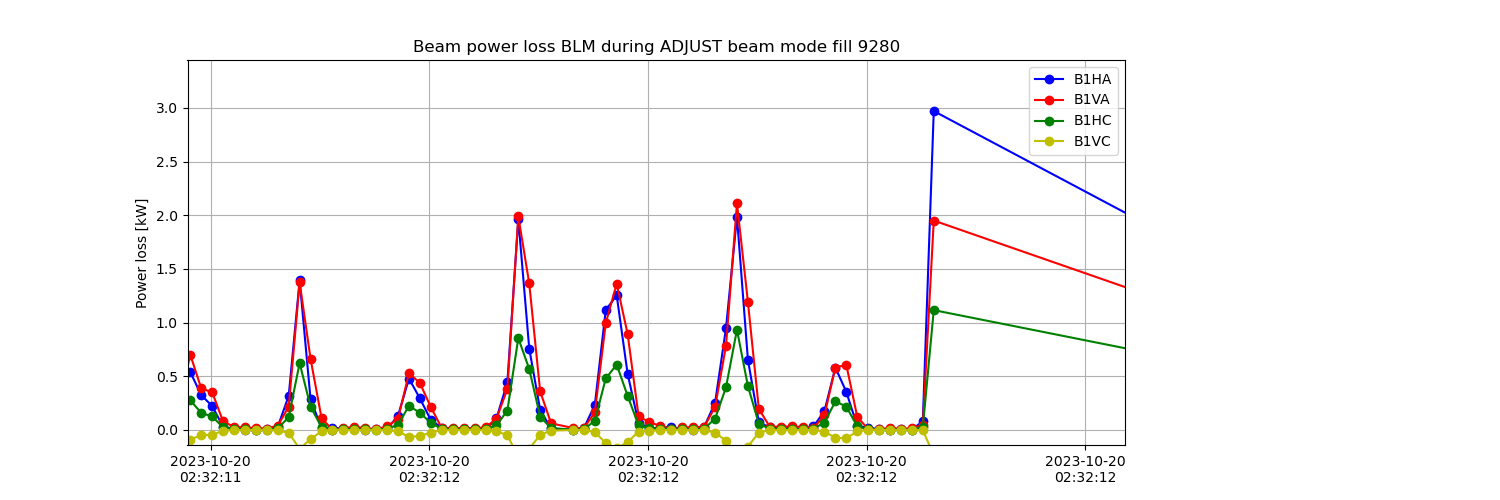 Beam power loss BLM during ADJUST beam mode fill 9280
Power loss [kW]
3.0
2.5
2.0
1.5
1.0
0.5
0.0
B1HA
B1VA
B1HC
B1VC
2023-10-20
02:32:11
2023-10-20
02:32:12
2023-10-20
02:32:12
2023-10-20
02:32:12
2023-10-20
02:32:12